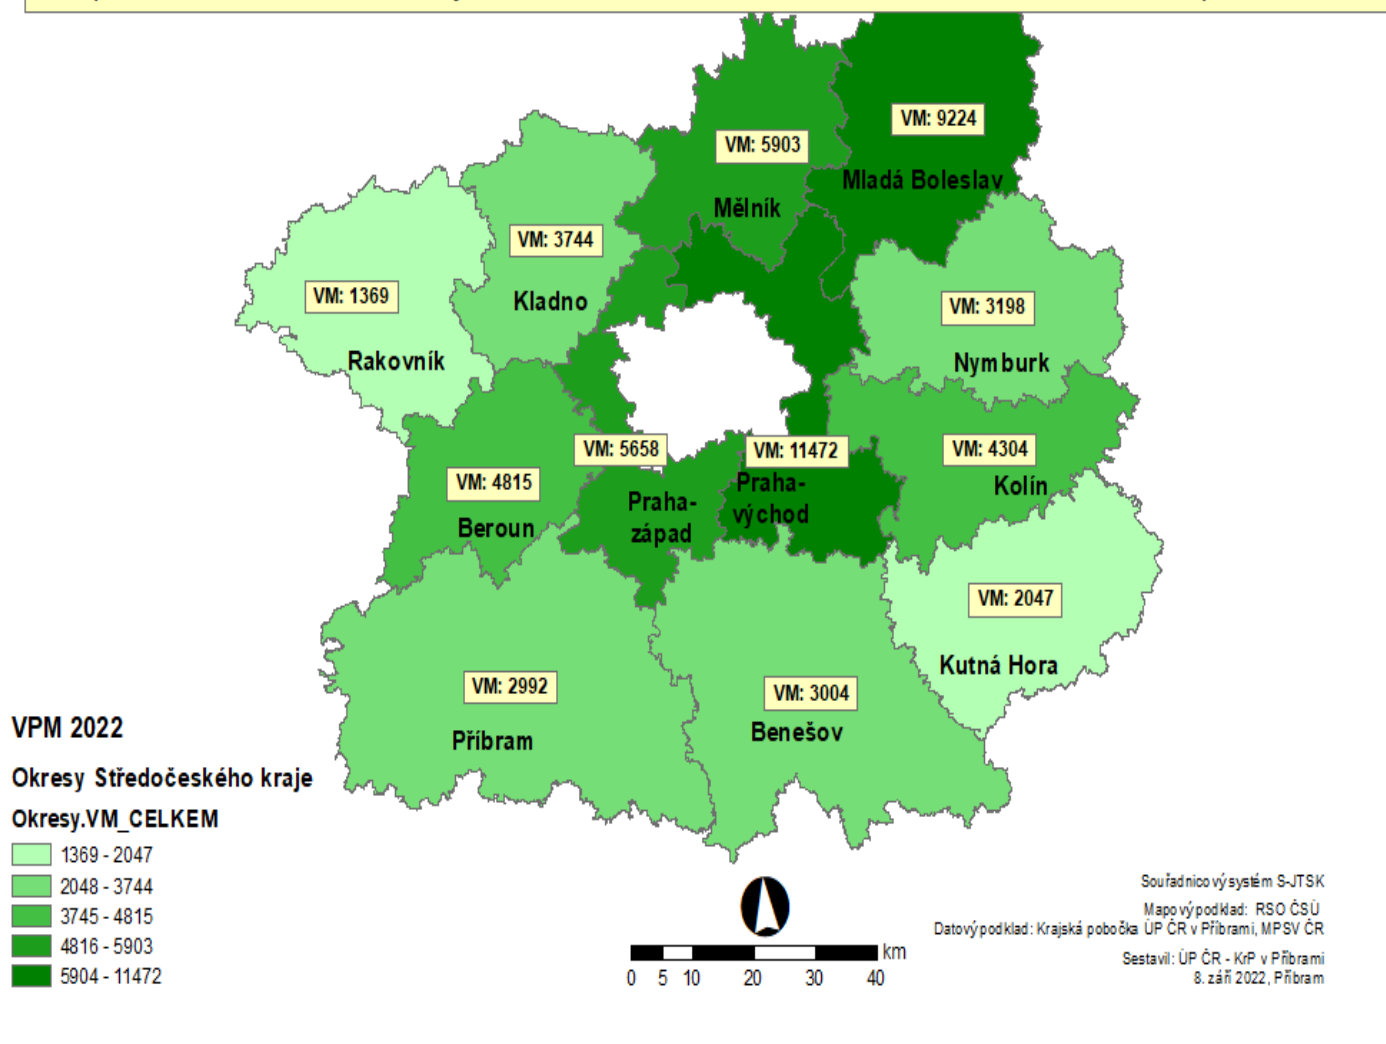 VM: 9224
VM: 5903
Mladá Boleslav
Mělník
VM: 3744
VM: 1369
Kladno
VM: 3198
Rakovník
Nymburk
VM: 5658
VM: 11472
VM: 4304
VM: 4815
Praha-
východ
Kolín
Praha-
západ
Beroun
VM: 2047
Kutná Hora
VM: 2992
VM: 3004
Příbram
Benešov
VPM 2022
Okresy Středočeského kraje
Okresy.VM_CELKEM
1369 - 2047
2048 - 3744
3745 - 4815
4816 - 5903
5904 - 11472
km
0 5 10 20 30 40
Souřadnicový systém S-JTSK
Mapový podklad: RSO ČSÚ
Datový podklad: Krajská pobočka ÚP ČR v Příbrami, MPSV ČR
Sestavil: ÚP ČR - KrP v Příbrami
8. září 2022, Příbram